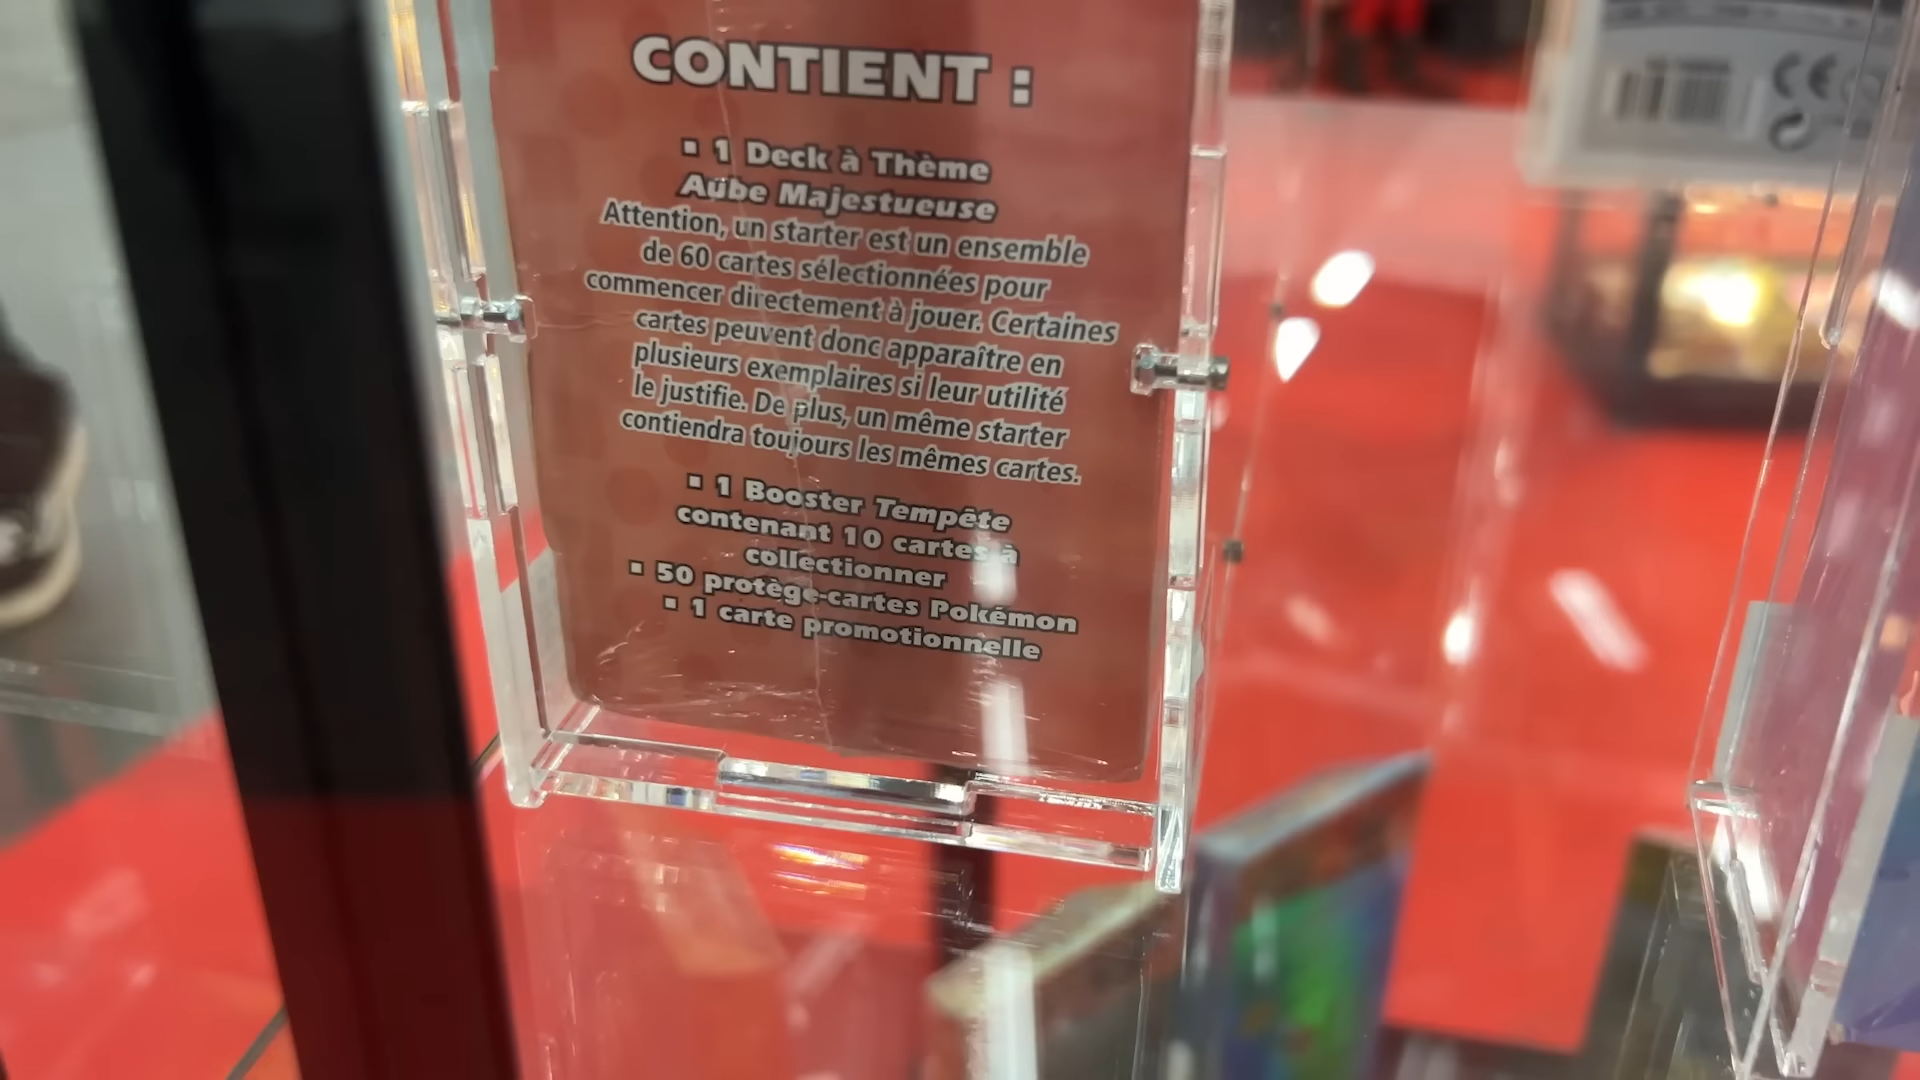 CONTIENT :
▪ 1 Deck à Thème
Aube Majestueuse
Attention, un starter est un ensemble
de 60 cartes sélectionnées pour
commencer directement à jouer. Certaines
cartes peuvent donc apparaître en
plusieurs exemplaires si leur utilité
le justifie. De plus, un même starter
contiendra toujours les mêmes cartes.
▪ 1 Booster Tempête
contenant 10 cartes à
collectionner
▪ 50 protège-cartes Pokémon
▪ 1 carte promotionnelle
CE